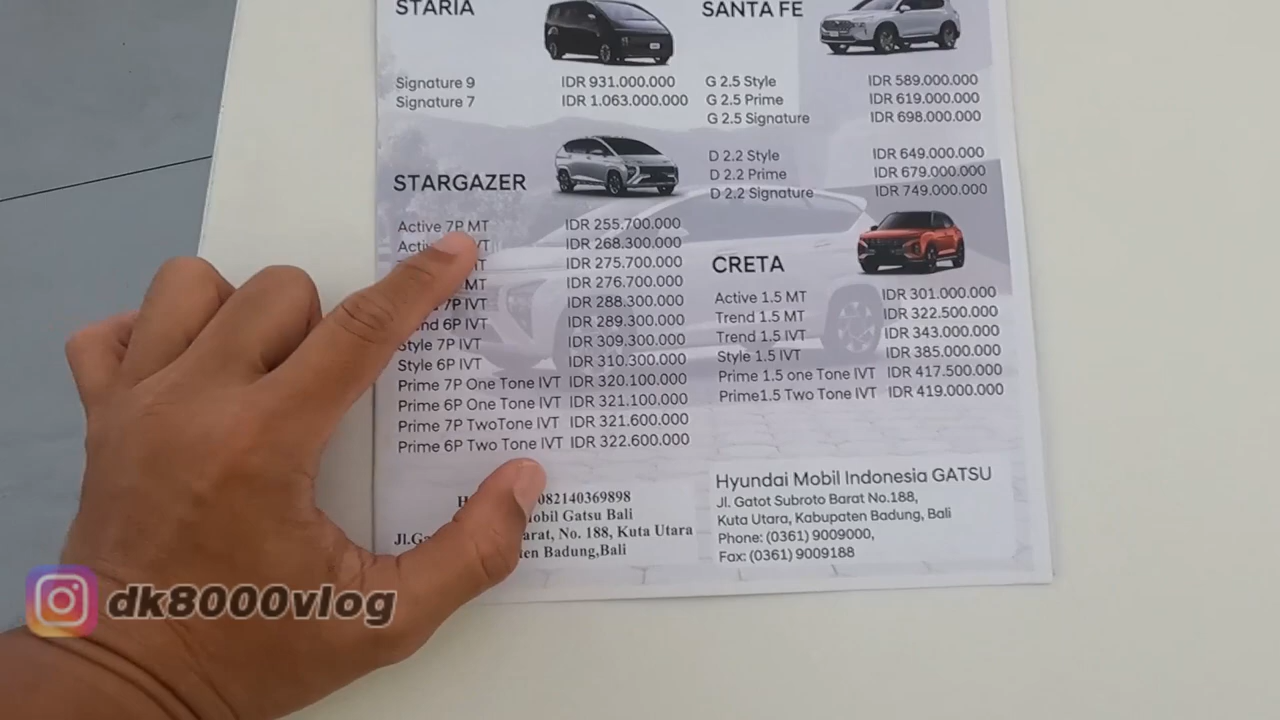 STARIA
Signature 9 IDR 931.000.000
Signature 7 IDR 1.063.000.000
STARGAZER
Active 7P MT IDR 255.700.000
IDR 268.300.000
IDR 275.700.000
MT IDR 276.700.000
7P IVT IDR 288.300.000
6P IVT IDR 289.300.000
Style 7P IVT IDR 309.300.000
Style 6P IVT IDR 310.300.000
Prime 7P One Tone IVT IDR 320.100.000
Prime 6P One Tone IVT IDR 321.100.000
Prime 7P TwoTone IVT IDR 321.600.000
Prime 6P Two Tone IVT IDR 322.600.000
082140369898
Gatsu Bali
No. 188, Kuta Utara
Badung,Bali
SANTA FE
G 2.5 Style IDR 589.000.000
G 2.5 Prime IDR 619.000.000
G 2.5 Signature IDR 698.000.000
D 2.2 Style IDR 649.000.000
D 2.2 Prime IDR 679.000.000
D 2.2 Signature IDR 749.000.000
CRETA
Active 1.5 MT IDR 301.000.000
Trend 1.5 MT IDR 322.500.000
Trend 1.5 IVT IDR 343.000.000
Style 1.5 IVT IDR 385.000.000
Prime 1.5 one Tone IVT IDR 417.500.000
Prime1.5 Two Tone IVT IDR 419.000.000
Hyundai Mobil Indonesia GATSU
Jl. Gatot Subroto Barat No.188,
Kuta Utara, Kabupaten Badung, Bali
Phone: (0361) 9009000,
Fax: (0361) 9009188
dk8000vlog